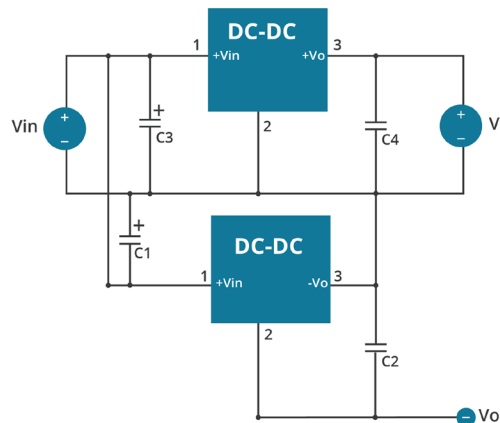 DC-DC
1
+Vin
+Vo
3
Vin
+
−
+
C3
2
C4
+
−
V
+
C1
DC-DC
1
+Vin
-Vo
3
2
C2
− Vo